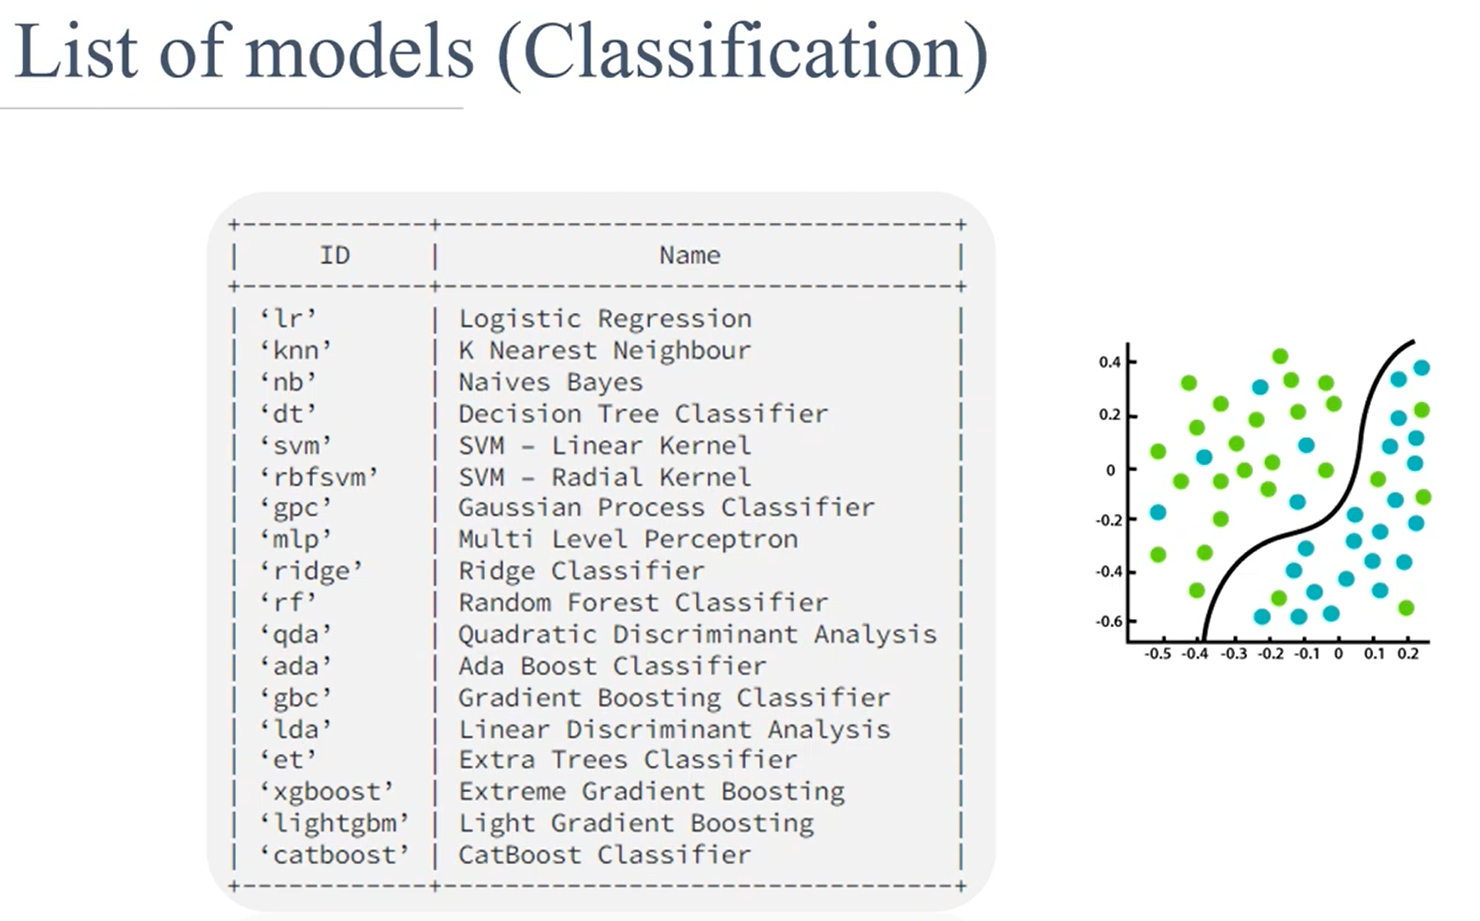 List of models (Classification)
+------------+----------------------------------+
| ID | Name |
+------------+----------------------------------+
| ‘lr’ | Logistic Regression |
| ‘knn’ | K Nearest Neighbour |
| ‘nb’ | Naives Bayes |
| ‘dt’ | Decision Tree Classifier |
| ‘svm’ | SVM – Linear Kernel |
| ‘rbfsvm’ | SVM – Radial Kernel |
| ‘gpc’ | Gaussian Process Classifier |
| ‘mlp’ | Multi Level Perceptron |
| ‘ridge’ | Ridge Classifier |
| ‘rf’ | Random Forest Classifier |
| ‘qda’ | Quadratic Discriminant Analysis |
| ‘ada’ | Ada Boost Classifier |
| ‘gbc’ | Gradient Boosting Classifier |
| ‘lda’ | Linear Discriminant Analysis |
| ‘et’ | Extra Trees Classifier |
| ‘xgboost’ | Extreme Gradient Boosting |
| ‘lightgbm’ | Light Gradient Boosting |
| ‘catboost’ | CatBoost Classifier |
+------------+----------------------------------+
0.4
0.2
0
-0.2
-0.4
-0.6
-0.5 -0.4 -0.3 -0.2 -0.1 0 0.1 0.2